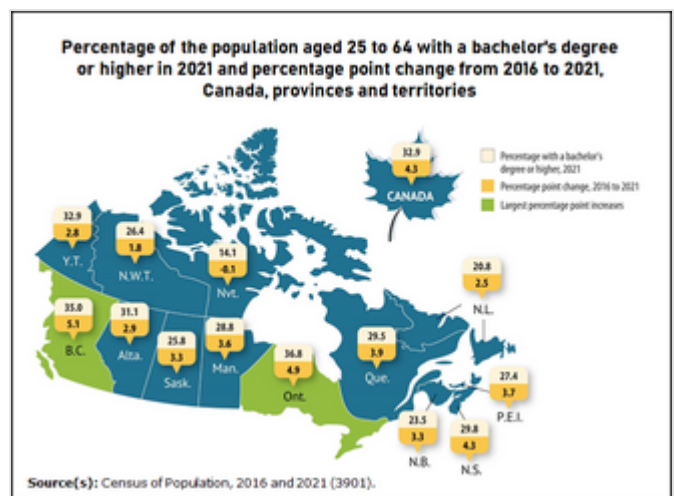 Percentage of the population aged 25 to 64 with a bachelor's degree
or higher in 2021 and percentage point change from 2016 to 2021,
Canada, provinces and territories
32.9
4.3
CANADA
Percentage with a bachelor's
degree or higher, 2021
Percentage point change, 2016 to 2021
Largest percentage point increases
32.9
2.8
Y.T.
26.4
1.8
N.W.T.
14.1
-0.1
Nvt.
20.8
2.5
N.L.
35.0
5.1
B.C.
31.1
2.9
Alta.
25.8
3.3
Sask.
28.8
3.6
Man.
36.8
4.9
Ont.
29.5
3.9
Que.
27.4
3.7
P.E.I.
23.5
3.3
N.B.
29.8
4.3
N.S.
Source(s): Census of Population, 2016 and 2021 (3901).